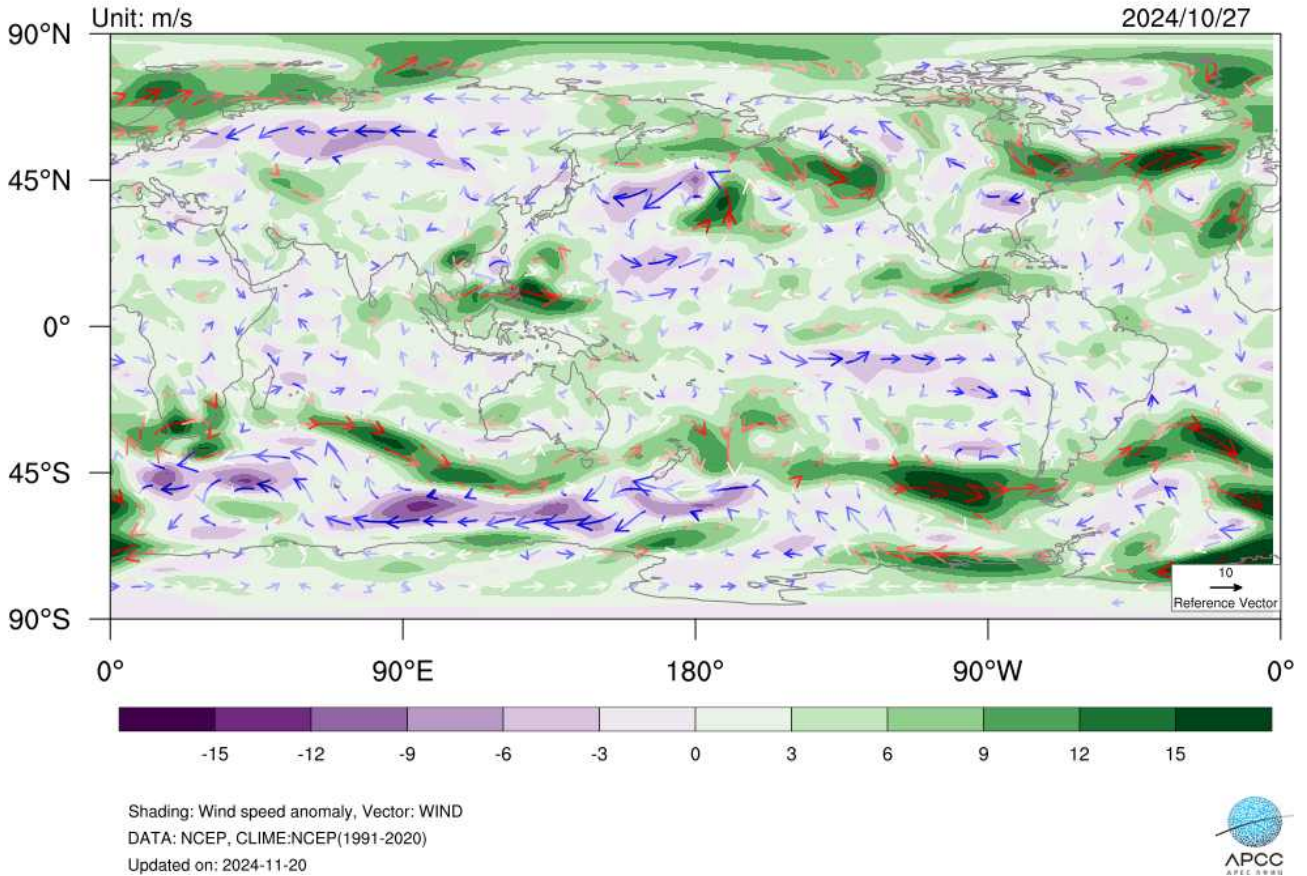 Unit: m/s 2024/10/27
90°N
45°N
0°
45°S
90°S
10
Reference Vector
0° 90°E 180° 90°W 0°
-15 -12 -9 -6 -3 0 3 6 9 12 15
Shading: Wind speed anomaly, Vector: WIND
DATA: NCEP, CLIME:NCEP(1991-2020)
Updated on: 2024-11-20
APCC